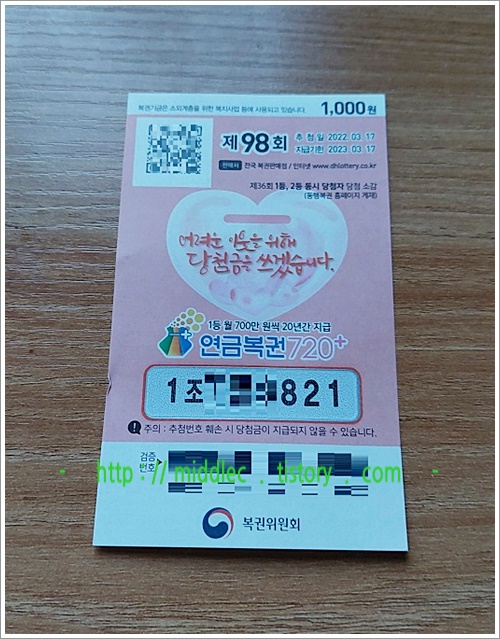 복권기금은 소외계층을 위한 복지사업 등에 사용되고 있습니다. 1,000원
제98회
추 첨 일 2022. 03. 17
지급기한 2023. 03. 17
판매처 전국 복권판매점 / 인터넷 www.dhlottery.co.kr
제36회 1등, 2등 동시 당첨자 당첨 소감
(동행복권 홈페이지 게재)
어려운 이웃을 위해
당첨금을 쓰겠습니다.
1등 월 700만 원씩 20년간 지급
연금복권720+
1조 821
주의 : 추첨번호 훼손 시 당첨금이 지급되지 않을 수 있습니다.
검증
번호
- http://middlec.tistory.com -
복권위원회